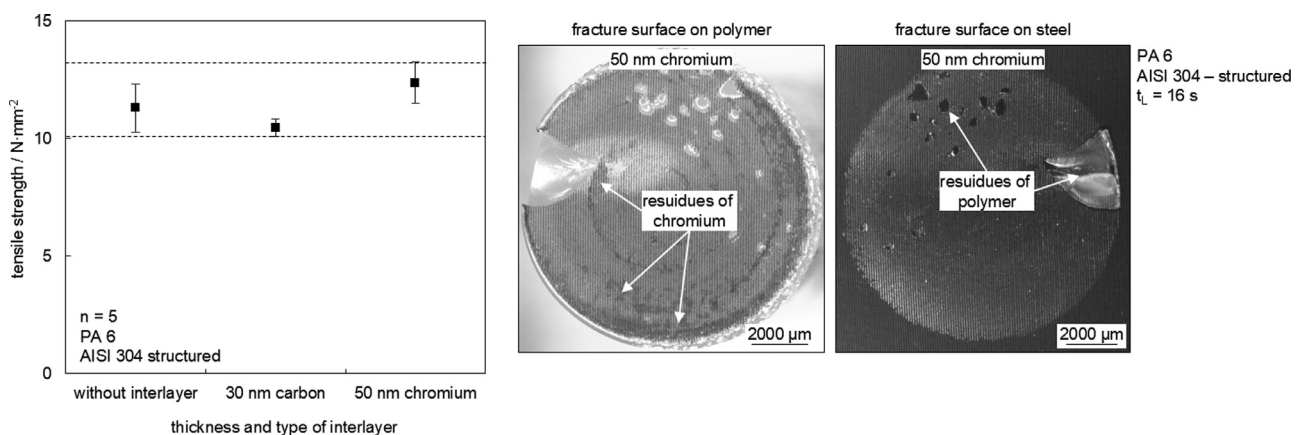 15
10
5
0
tensile strength / N·mm-2
n = 5
PA 6
AISI 304 structured
without interlayer
30 nm carbon
50 nm chromium
thickness and type of interlayer
fracture surface on polymer
50 nm chromium
resuidues of
chromium
2000 µm
fracture surface on steel
50 nm chromium
resuidues of
polymer
2000 µm
PA 6
AISI 304 – structured
tL = 16 s